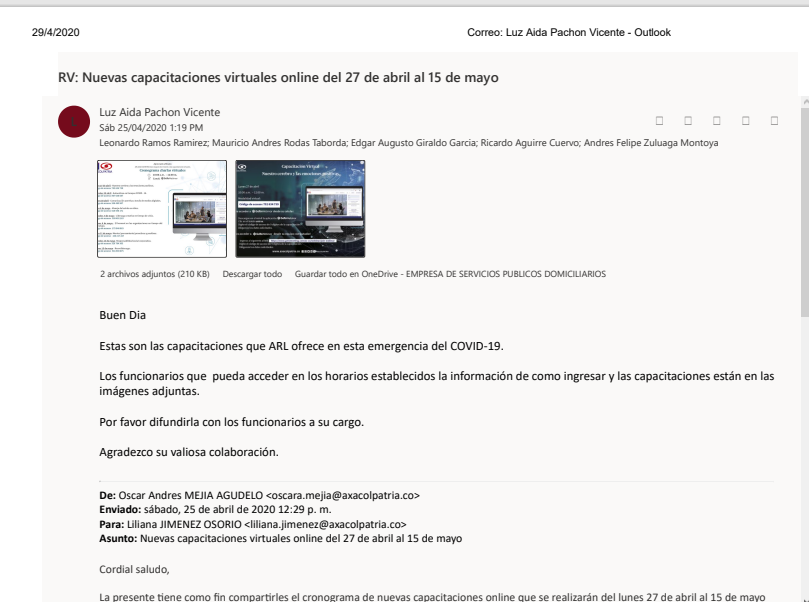 29/4/2020
Correo: Luz Aida Pachon Vicente - Outlook
RV: Nuevas capacitaciones virtuales online del 27 de abril al 15 de mayo
Luz Aida Pachon Vicente
Sáb 25/04/2020 1:19 PM
Leonardo Ramos Ramirez; Mauricio Andres Rodas Taborda; Edgar Augusto Giraldo Garcia; Ricardo Aguirre Cuervo; Andres Felipe Zuluaga Montoya
Capacitación Virtual
2 archivos adjuntos (210 KB) Descargar todo Guardar todo en OneDrive - EMPRESA DE SERVICIOS PUBLICOS DOMICILIARIOS
Buen Dia
Estas son las capacitaciones que ARL ofrece en esta emergencia del COVID-19.
Los funcionarios que pueda acceder en los horarios establecidos la información de como ingresar y las capacitaciones están en las
imágenes adjuntas.
Por favor difundirla con los funcionarios a su cargo.
Agradezco su valiosa colaboración.
De: Oscar Andres MEJIA AGUDELO <oscara.mejia@axacolpatria.co>
Enviado: sábado, 25 de abril de 2020 12:29 p. m.
Para: Liliana JIMENEZ OSORIO <liliana.jimenez@axacolpatria.co>
Asunto: Nuevas capacitaciones virtuales online del 27 de abril al 15 de mayo
Cordial saludo,
La presente tiene como fin compartirles el cronograma de nuevas capacitaciones online que se realizarán del lunes 27 de abril al 15 de mayo